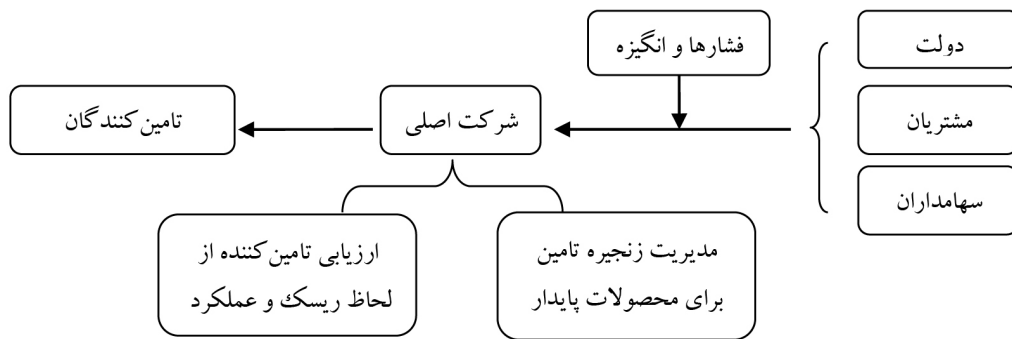 دولت
فشارها و انگیزه
مشتریان
شرکت اصلی
تامین‌کنندگان
سهامداران
مدیریت زنجیره تامین
برای محصولات پایدار
ارزیابی تامین‌کننده از
لحاظ ریسک و عملکرد